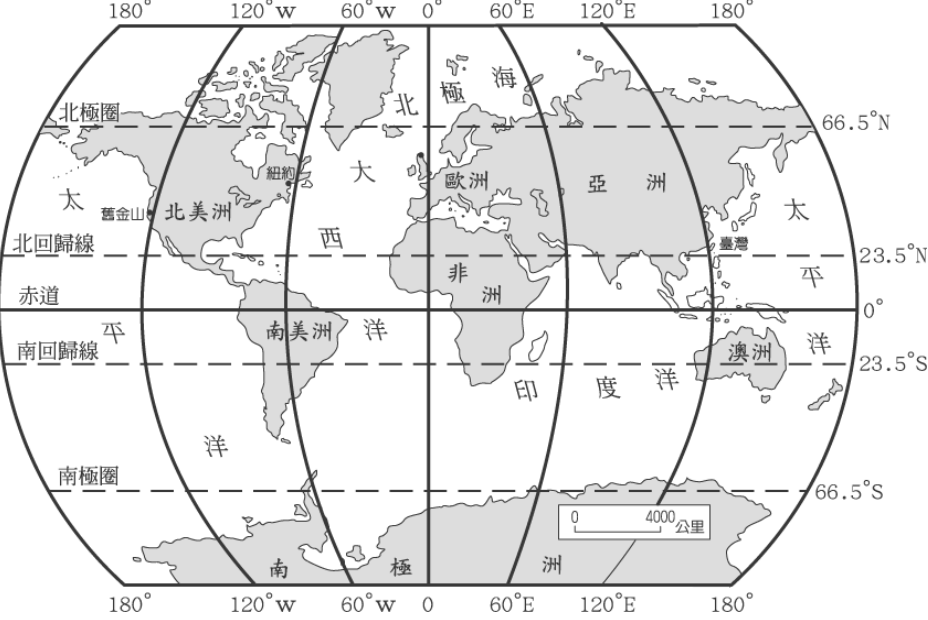 180° 120°W 60°W 0° 60°E 120°E 180°
北極海
北極圈 66.5°N
太平洋
大西洋
紐約
舊金山
北美洲
歐洲
亞洲
太平洋
臺灣
北回歸線 23.5°N
非洲
赤道 0°
南美洲
南回歸線 23.5°S
澳洲
印度洋
南極圈 66.5°S
0 4000公里
南極洲
180° 120°W 60°W 0 60°E 120°E 180°